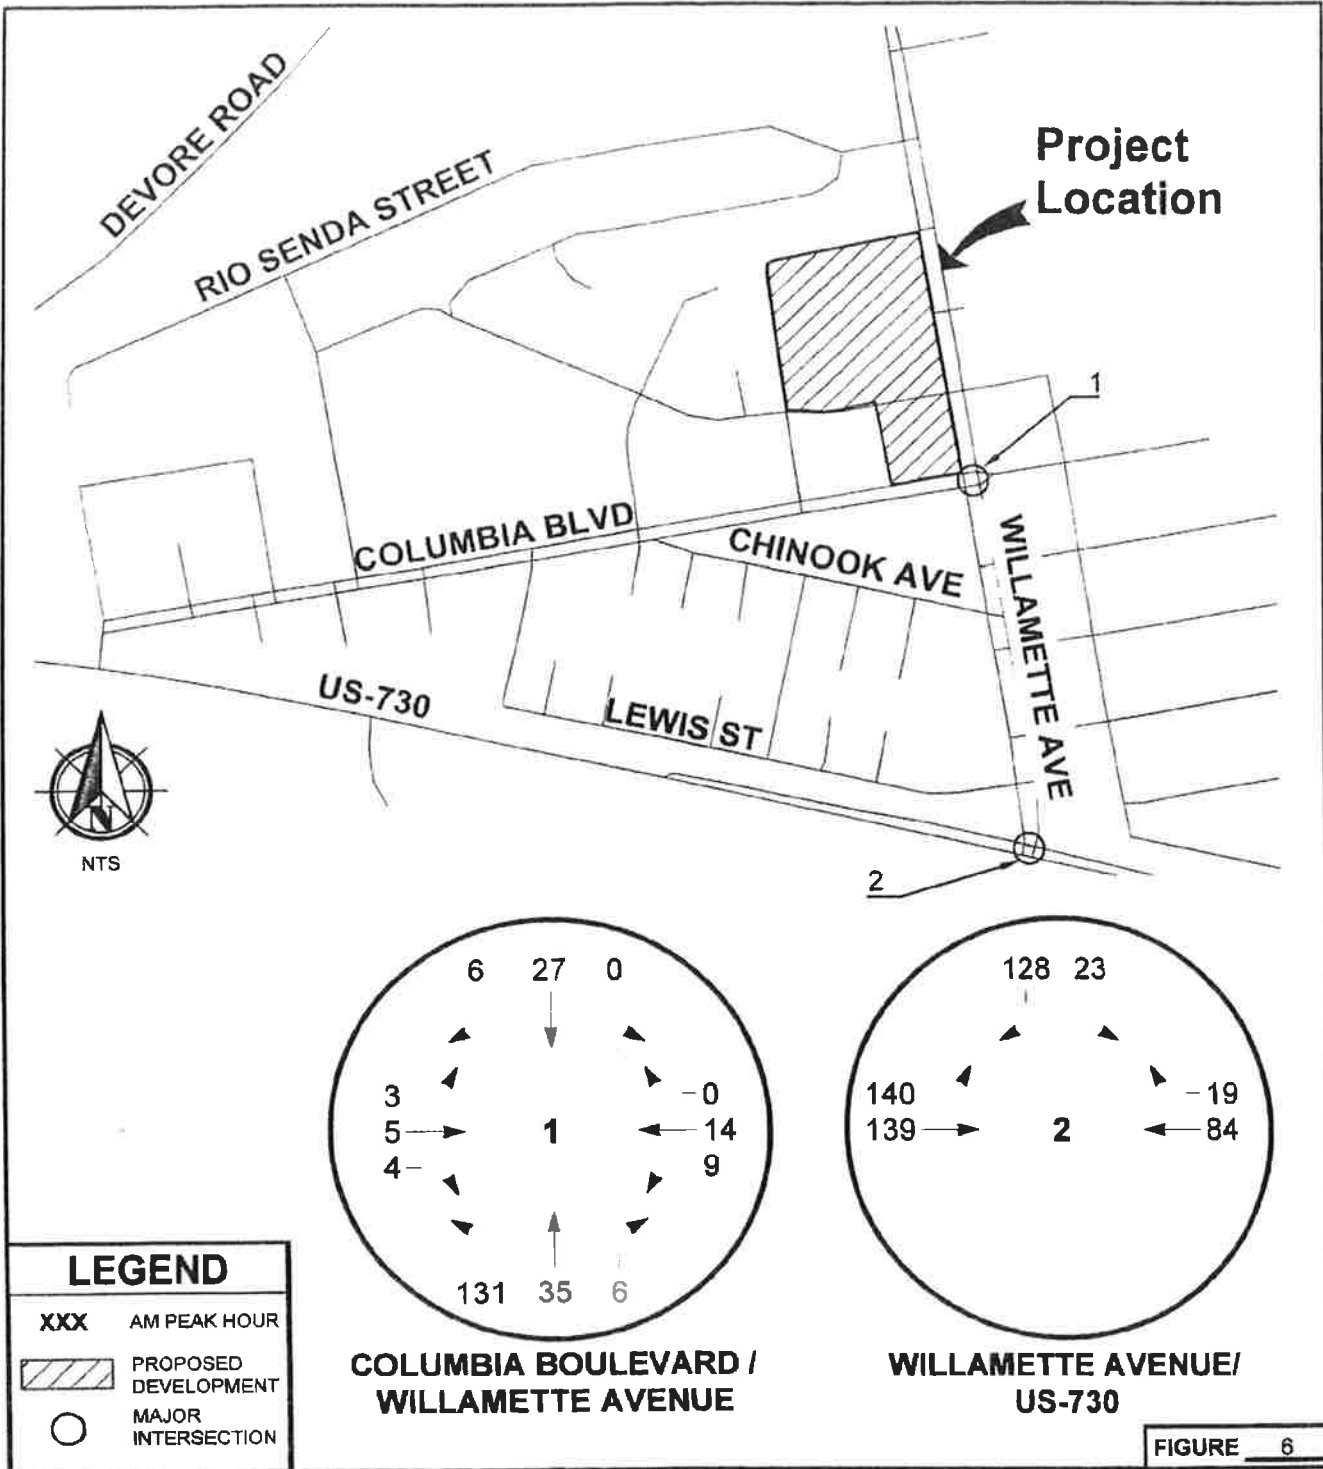 DEVORE ROAD
RIO SENDA STREET
Project
Location
1
COLUMBIA BLVD
CHINOOK AVE
WILLAMETTE AVE
US-730
LEWIS ST
N
NTS
2
6 27 0
128 23
3
0
140
19
5
1
14
139
2
84
4
9
131 35 6
LEGEND
XXX AM PEAK HOUR
PROPOSED
DEVELOPMENT
MAJOR
INTERSECTION
COLUMBIA BOULEVARD /
WILLAMETTE AVENUE
WILLAMETTE AVENUE/
US-730
FIGURE 6